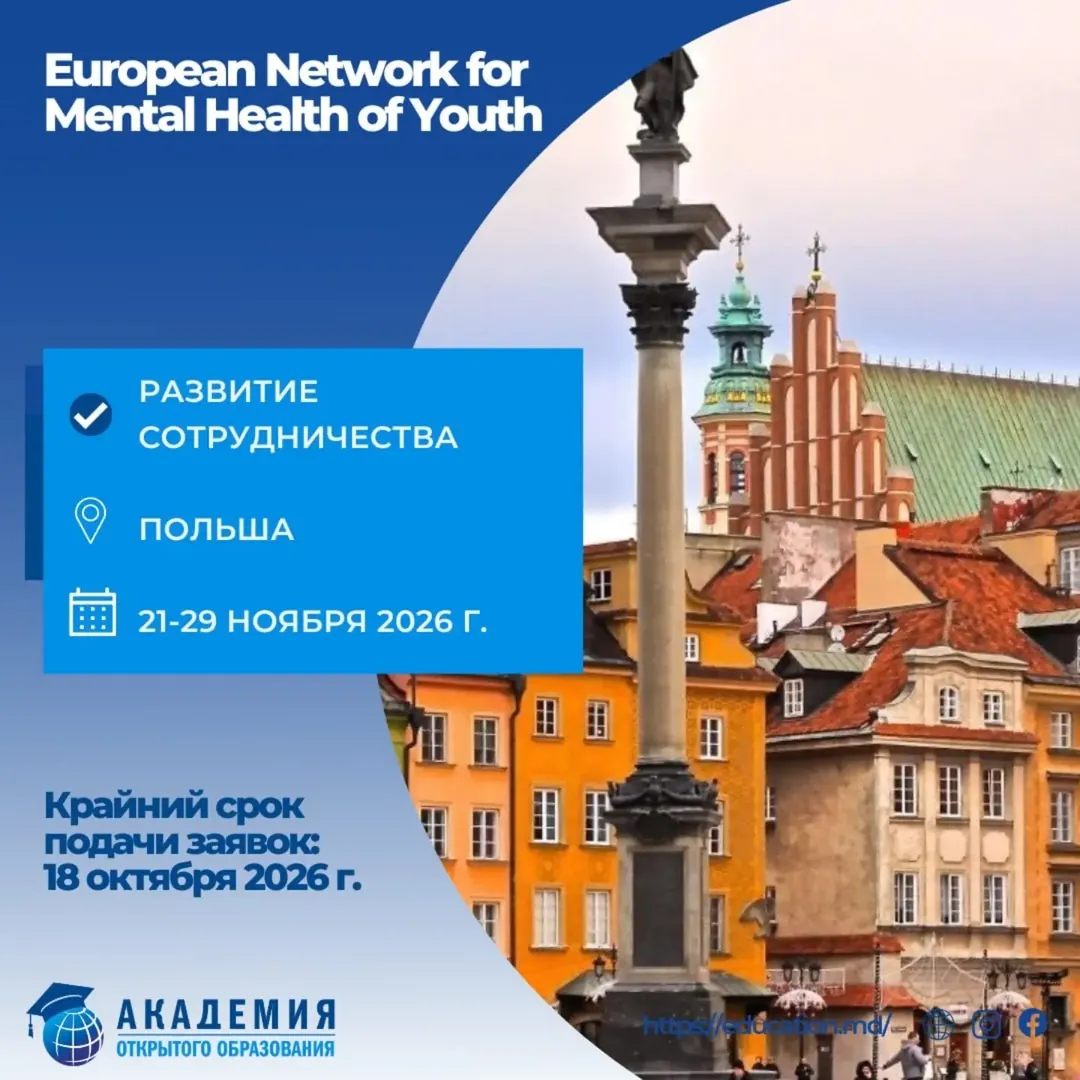 European Network for
Mental Health of Youth
РАЗВИТИЕ
СОТРУДНИЧЕСТВА
ПОЛЬША
21-29 НОЯБРЯ 2026 Г.
Крайний срок
подачи заявок:
18 октября 2026 г.
АКАДЕМИЯ
ОТКРЫТОГО ОБРАЗОВАНИЯ
https://education.md/